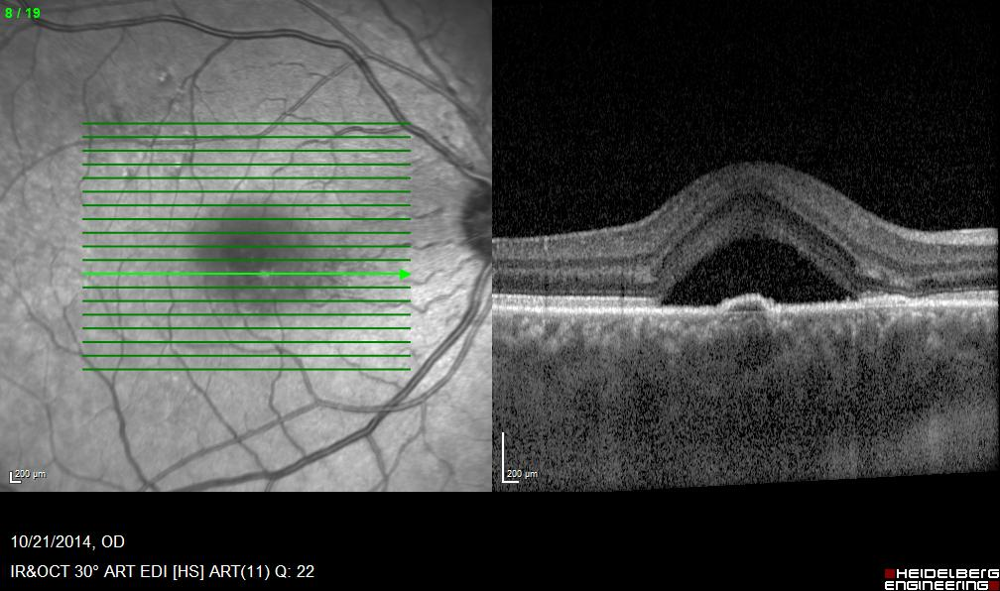 8 / 19
200 µm
200 µm
10/21/2014, OD
IR&OCT 30° ART EDI [HS] ART(11) Q: 22
HEIDELBERG
ENGINEERING